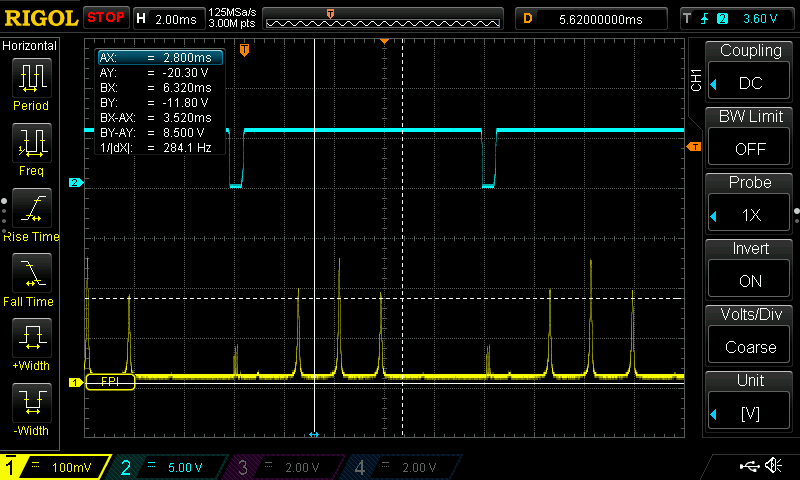 RIGOL STOP H 2.00ms 125MSa/s 3.00M pts T D 5.62000000ms T 2 3.60 V
Horizontal
Period
Freq
Rise Time
Fall Time
+Width
-Width
T
AX: = 2.800ms
AY: = -20.30 V
BX: = 6.320ms
BY: = -11.80 V
BX-AX: = 3.520ms
BY-AY: = 8.500 V
1/|dX|: = 284.1 Hz
2
T
1 FPI
CH1
Coupling
DC
BW Limit
OFF
Probe
1X
Invert
ON
Volts/Div
Coarse
Unit
[V]
1 = 100mV 2 = 5.00 V 3 = 2.00 V 4 = 2.00 V